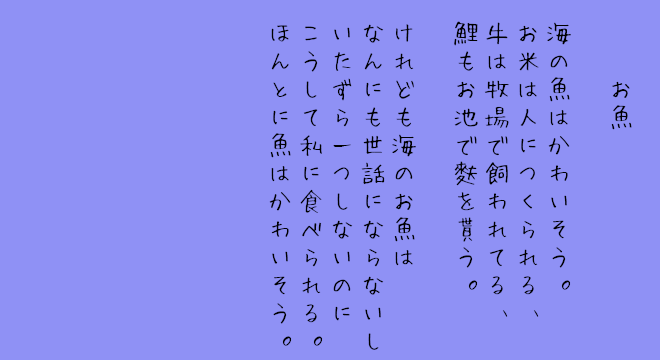 お魚
海の魚はかわいそう。
お米は人につくられる、
牛は牧場で飼われてる、
鯉もお池で麩を貰う。
けれども海のお魚は
なんにも世話にならないし
いたずら一つしないのに
こうして私に食べられる。
ほんとに魚はかわいそう。